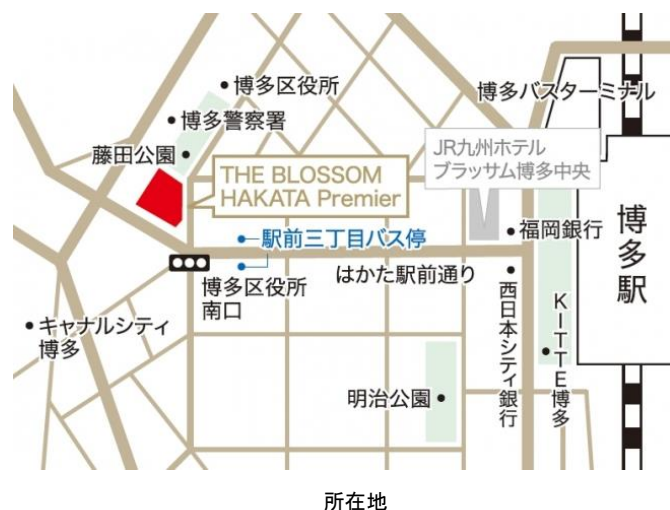 博多区役所
博多バスターミナル
博多警察署
藤田公園
JR九州ホテル
ブラッサム博多中央
THE BLOSSOM
HAKATA Premier
福岡銀行
博多駅
駅前三丁目バス停
はかた駅前通り
博多区役所
南口
西日本シティ銀行
KITTE博多
キャナルシティ
博多
明治公園
所在地